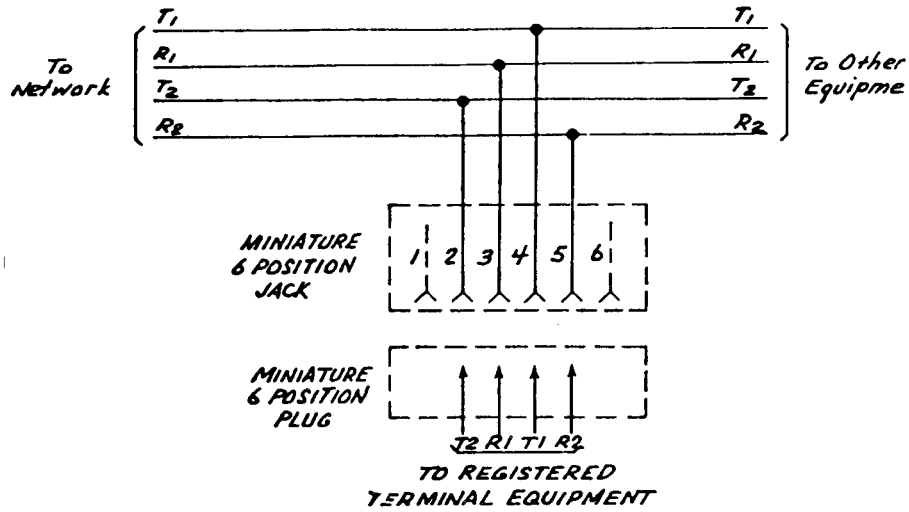 T1 T1
R1 R1
To Network
To Other Equipme
T2 T2
R2 R2
MINIATURE
6 POSITION
JACK
1 2 3 4 5 6
MINIATURE
6 POSITION
PLUG
T2 R1 T1 R2
TO REGISTERED
TERMINAL EQUIPMENT